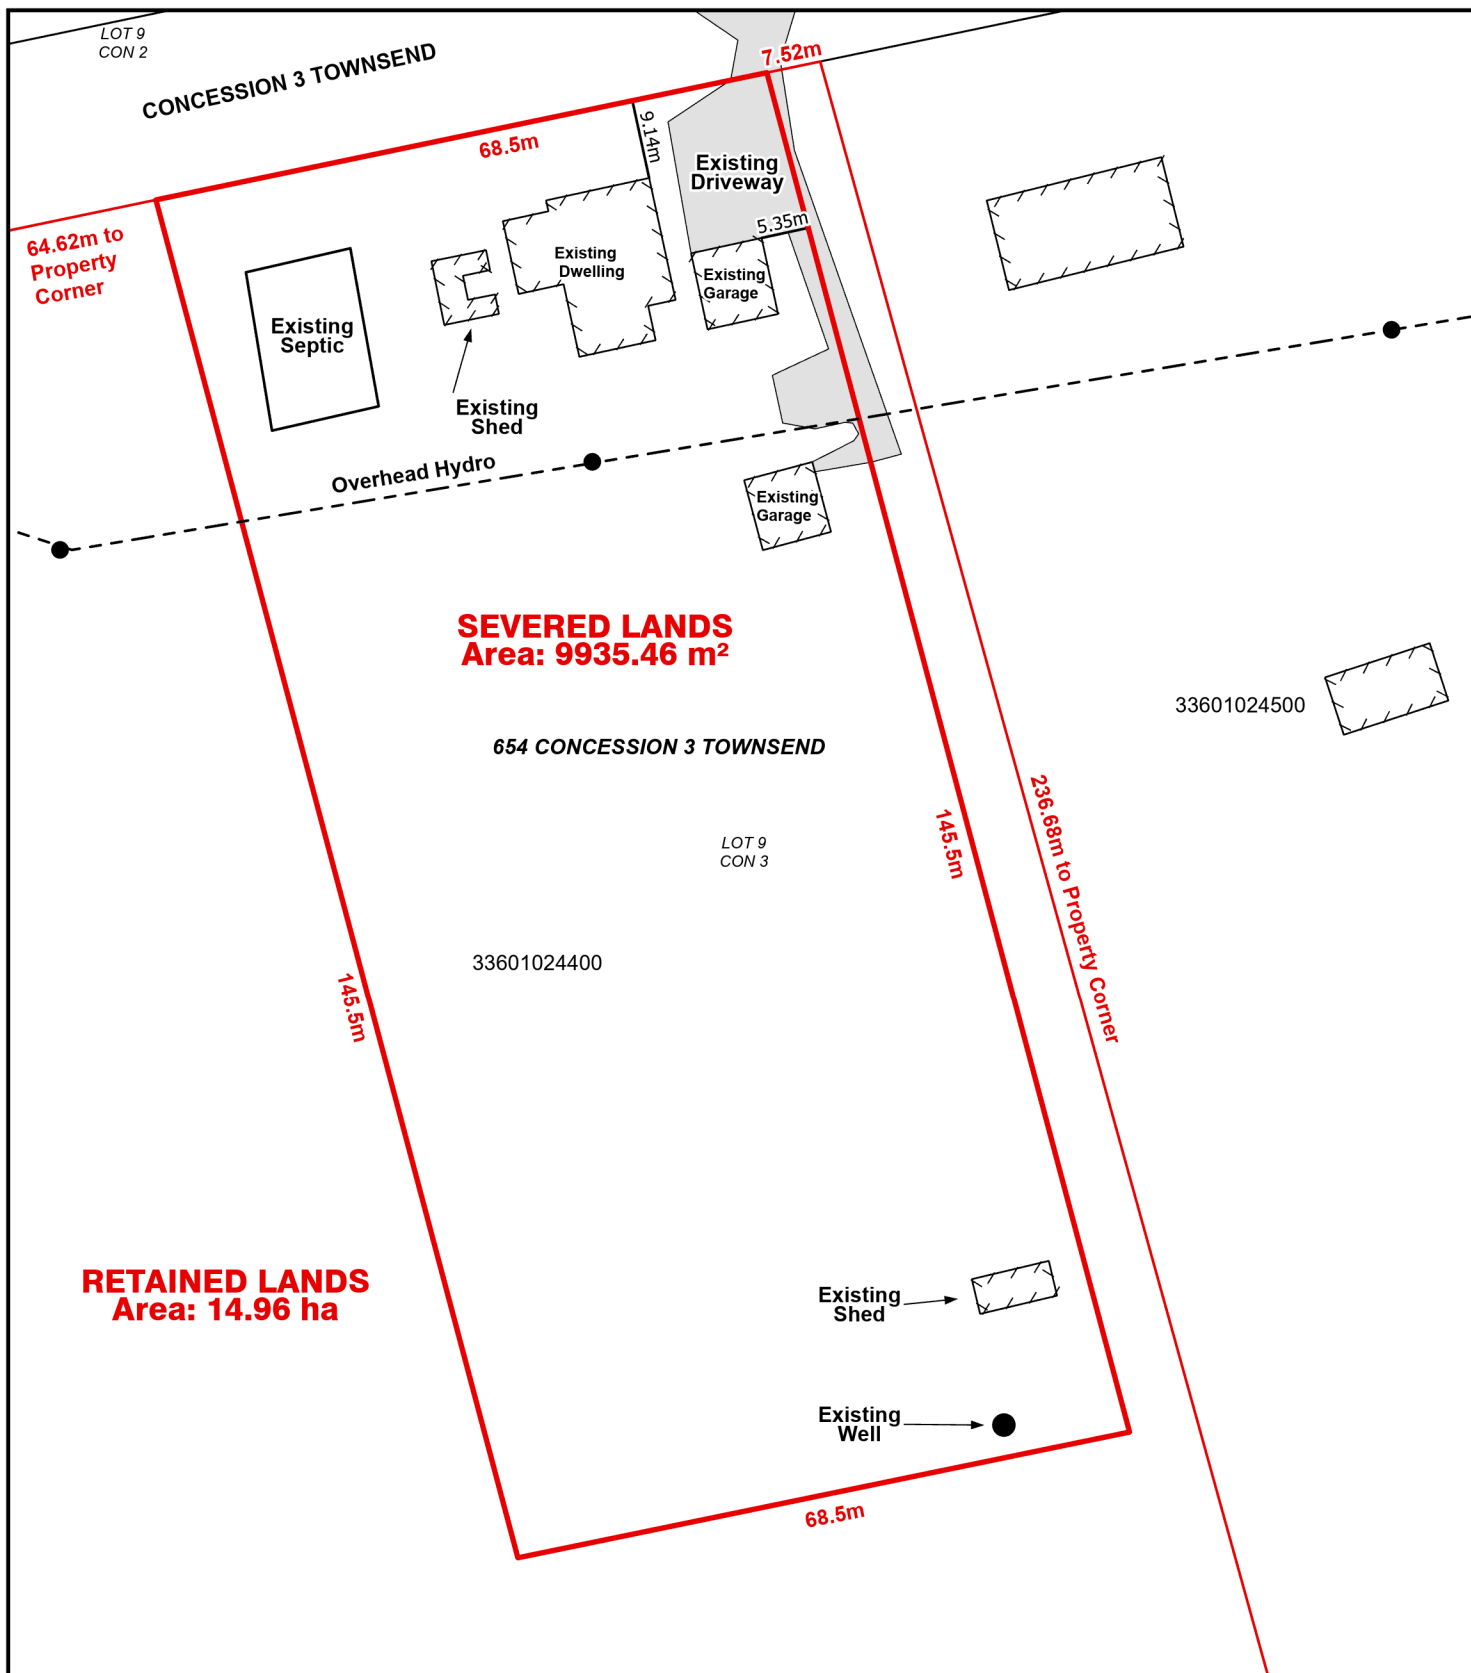 LOT 9
CON 2
CONCESSION 3 TOWNSEND
7.52m
68.5m
9.14m
Existing
Driveway
5.35m
64.62m to
Property
Corner
Existing
Dwelling
Existing
Garage
Existing
Septic
Existing
Shed
Overhead Hydro
Existing
Garage
SEVERED LANDS
Area: 9935.46 m²
33601024500
654 CONCESSION 3 TOWNSEND
LOT 9
CON 3
145.5m
236.68m to Property Corner
33601024400
145.5m
RETAINED LANDS
Area: 14.96 ha
Existing
Shed
Existing
Well
68.5m